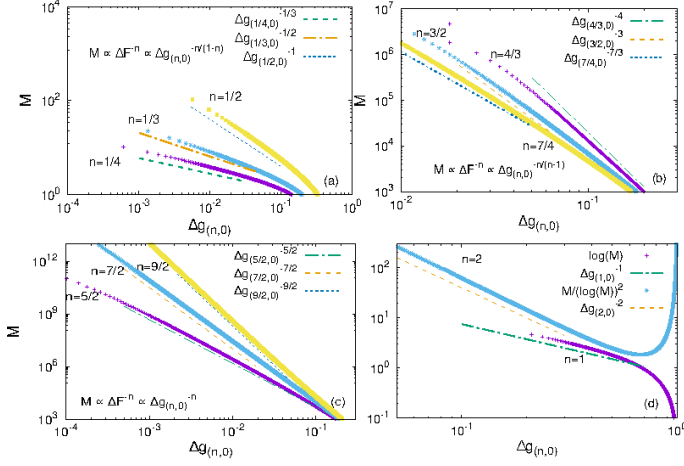 M
10^4
10^2
10^0
M ∝ ΔF^-n ∝ Δg_(n,0)^-n/(1-n)
Δg_(1/4,0)^-1/3
Δg_(1/3,0)^-1/2
Δg_(1/2,0)^-1
n=1/2
n=1/3
n=1/4
(a)
10^-4 10^-3 10^-2 10^-1 10^0
Δg_(n,0)
M
10^7
10^6
10^5
10^4
10^3
n=3/2
n=4/3
Δg_(4/3,0)^-4
Δg_(3/2,0)^-3
Δg_(7/4,0)^-7/3
n=7/4
M ∝ ΔF^-n ∝ Δg_(n,0)^-n/(n-1)
(b)
10^-2 10^-1
Δg_(n,0)
M
10^12
10^9
10^6
10^3
n=9/2
n=7/2
n=5/2
Δg_(5/2,0)^-5/2
Δg_(7/2,0)^-7/2
Δg_(9/2,0)^-9/2
M ∝ ΔF^-n ∝ Δg_(n,0)^-n
(c)
10^-4 10^-3 10^-2 10^-1
Δg_(n,0)
10^2
10^1
10^0
10^-1
n=2
log(M)
Δg_(1,0)^-1
M/(log(M))^2
Δg_(2,0)^-2
n=1
(d)
10^-1 10^0
Δg_(n,0)